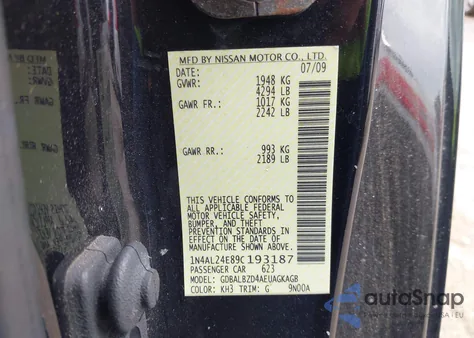 MFD BY NISSAN MOTOR CO., LTD.
DATE: 07/09
GVWR: 1948 KG
4294 LB
GAWR FR.: 1017 KG
2242 LB
GAWR RR.: 993 KG
2189 LB
THIS VEHICLE CONFORMS TO
ALL APPLICABLE FEDERAL
MOTOR VEHICLE SAFETY,
BUMPER, AND THEFT
PREVENTION STANDARDS
IN EFFECT ON THE DATE OF
MANUFACTURE SHOWN ABOVE.
1N4AL24E89C193187
PASSENGER CAR 623
MODEL: GDBALBZD4AEUAGKAGB
COLOR: KH3 TRIM: G 9N00A
autoSnap